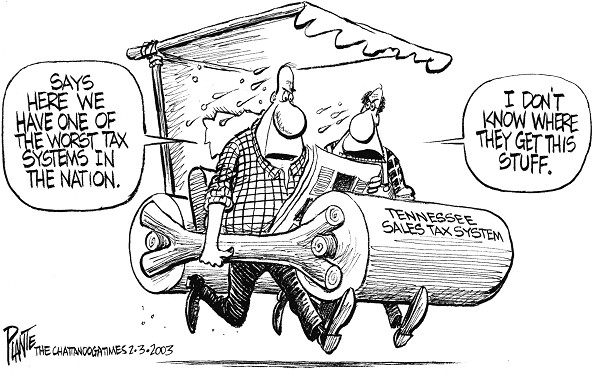 SAYS
HERE WE
HAVE ONE OF
THE WORST TAX
SYSTEMS IN
THE NATION.
I DON'T
KNOW WHERE
THEY GET THIS
STUFF.
TENNESSEE
SALES TAX SYSTEM
PLANTE
THE CHATTANOOGA TIMES 2·3·2003